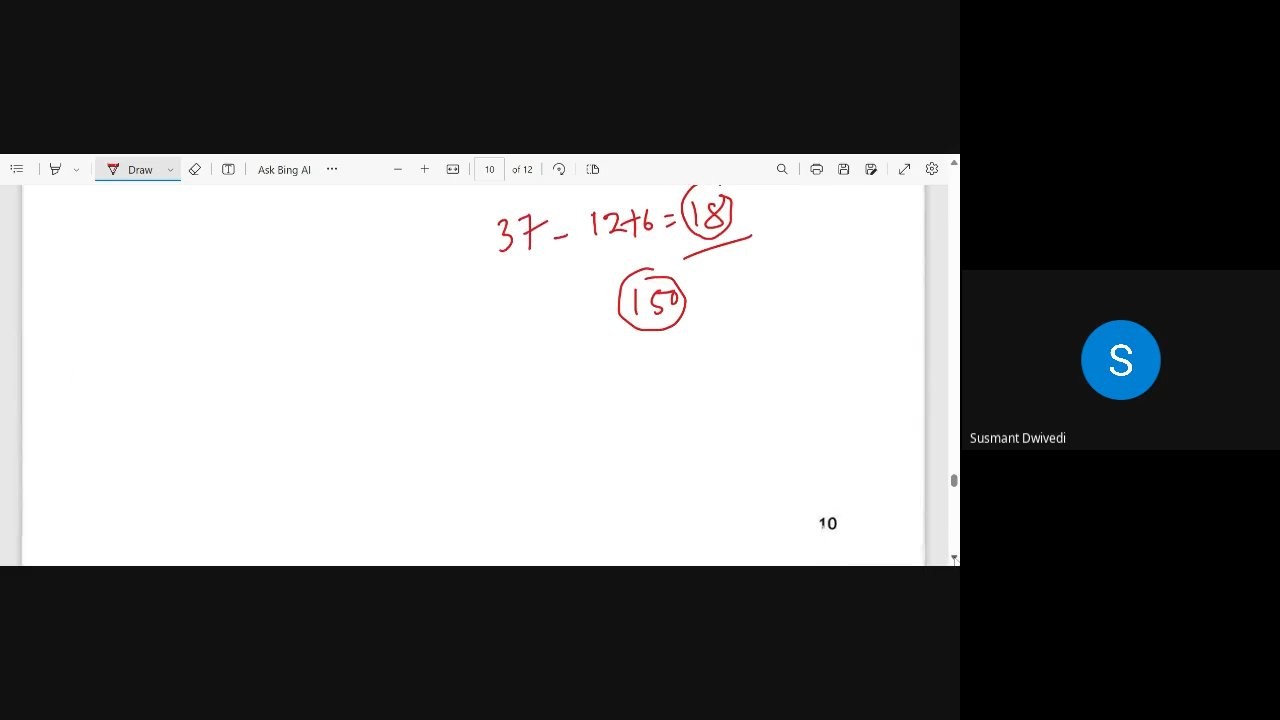 Draw
Ask Bing AI
10 of 12
37 - 12+6 = 18
150
10
S
Susmant Dwivedi